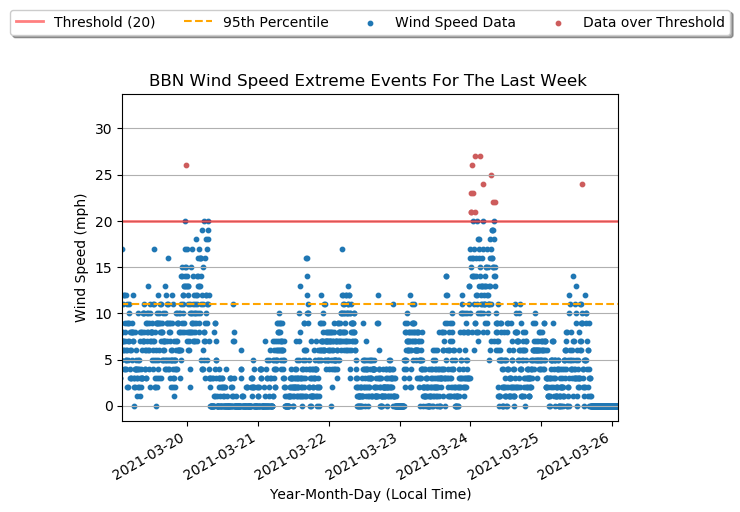 Threshold (20) 95th Percentile Wind Speed Data Data over Threshold
BBN Wind Speed Extreme Events For The Last Week
30
25
20
15
10
5
0
Wind Speed (mph)
2021-03-20 2021-03-21 2021-03-22 2021-03-23 2021-03-24 2021-03-25 2021-03-26
Year-Month-Day (Local Time)